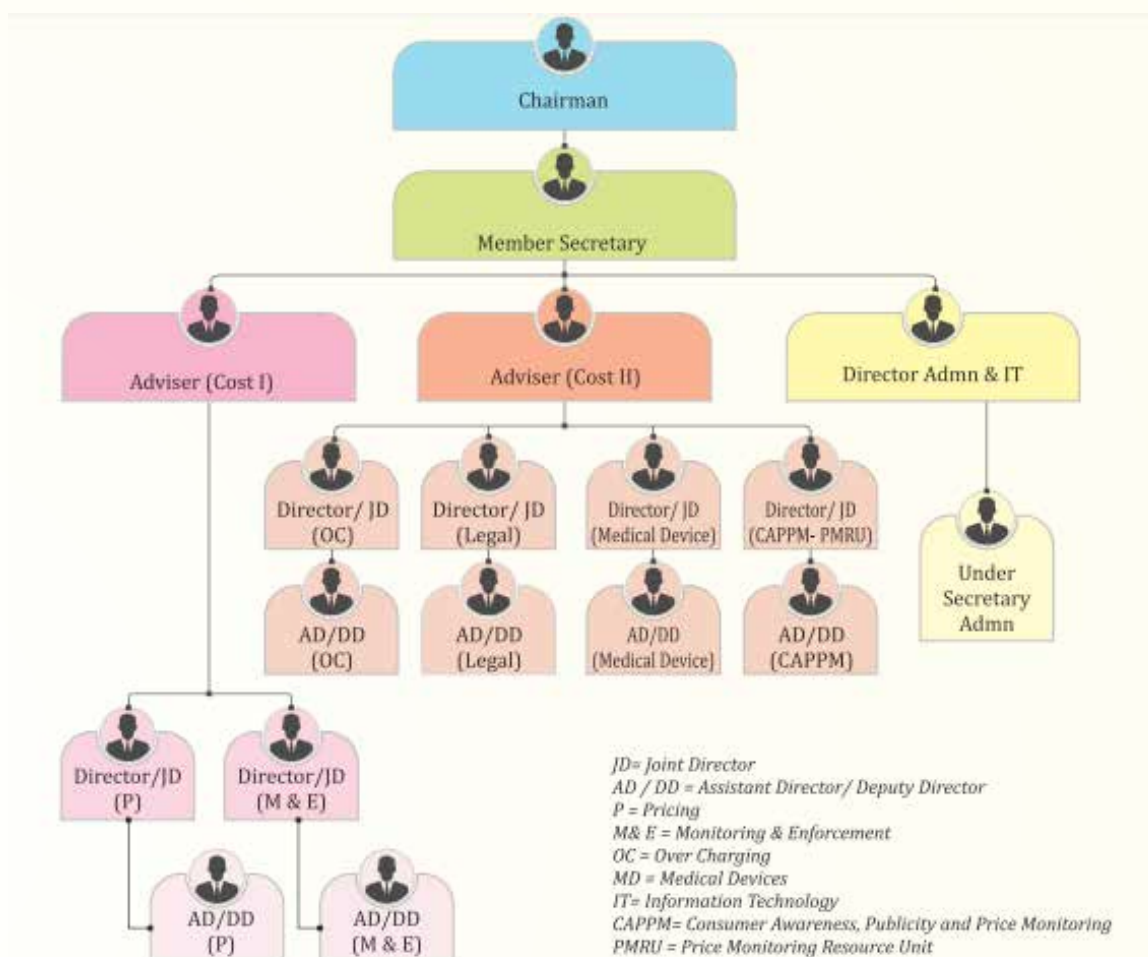 Chairman
Member Secretary
Adviser (Cost I)
Adviser (Cost II)
Director Admn & IT
Director/ JD
(OC)
Director/ JD
(Legal)
Director/ JD
(Medical Device)
Director/ JD
(CAPPM- PMRU)
Under
Secretary
Admn
AD/DD
(OC)
AD/DD
(Legal)
AD/DD
(Medical Device)
AD/DD
(CAPPM)
Director/JD
(P)
Director/JD
(M & E)
AD/DD
(P)
AD/DD
(M & E)
JD= Joint Director
AD / DD = Assistant Director/ Deputy Director
P = Pricing
M& E = Monitoring & Enforcement
OC = Over Charging
MD = Medical Devices
IT= Information Technology
CAPPM= Consumer Awareness, Publicity and Price Monitoring
PMRU = Price Monitoring Resource Unit